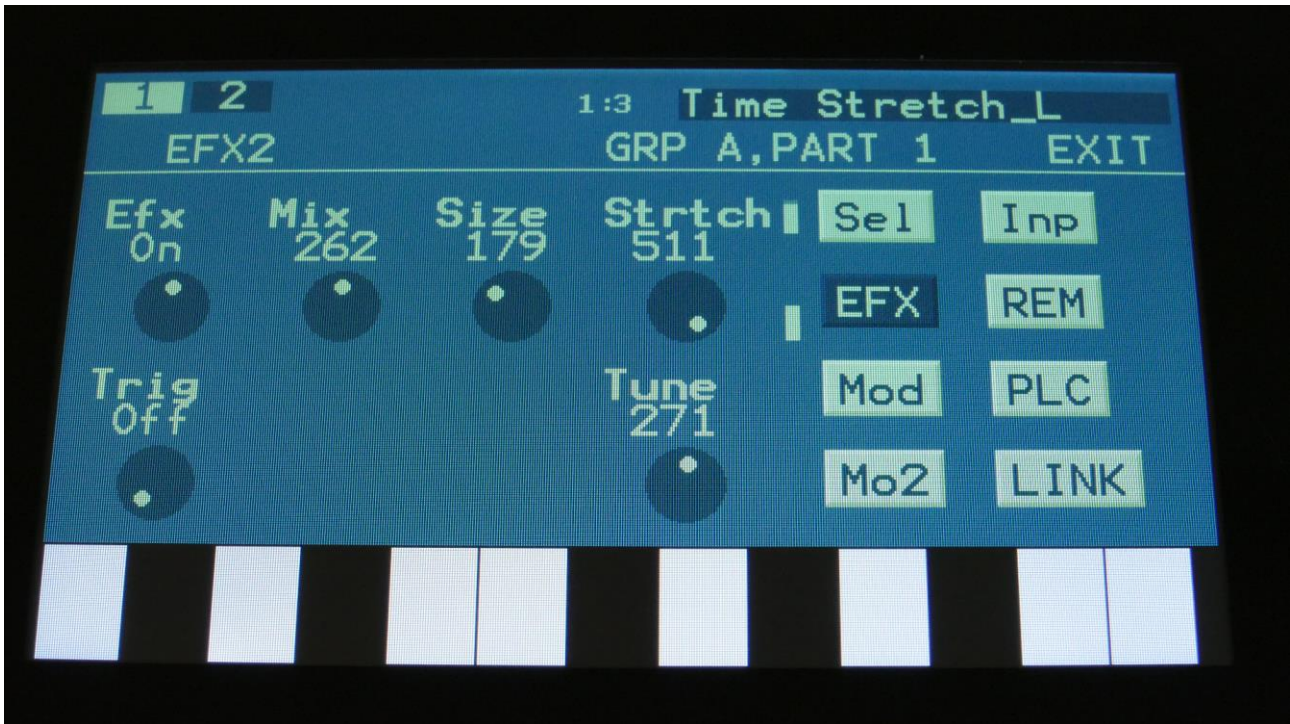 1 2 1:3 Time Stretch_L
EFX2 GRP A,PART 1 EXIT
Efx Mix Size Strtch Sel Inp
On 262 179 511
EFX REM
Trig Tune Mod PLC
Off 271
Mo2 LINK